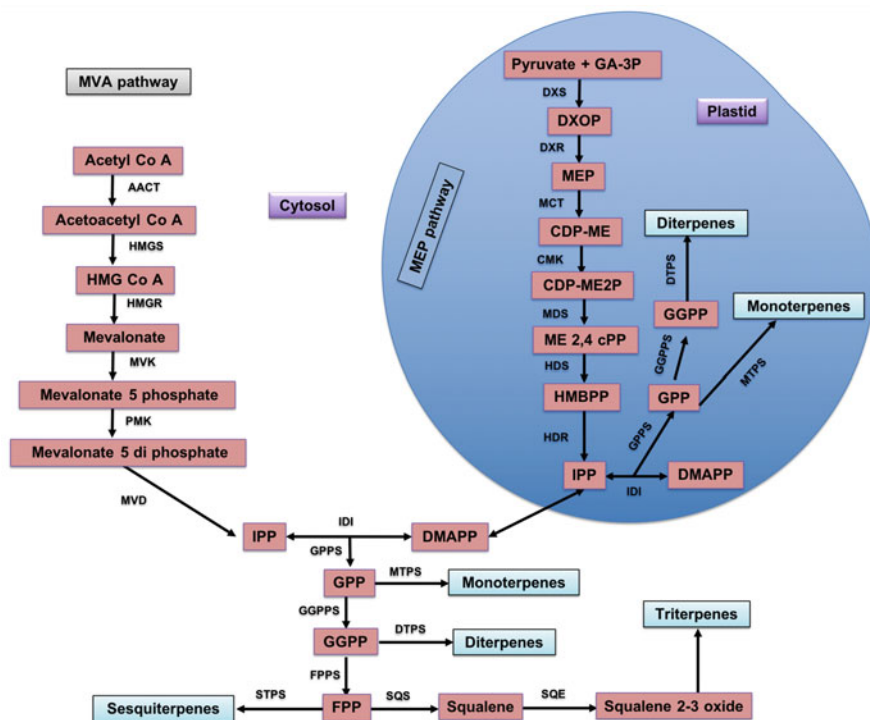 MVA pathway
Acetyl Co A
AACT
Acetoacetyl Co A
HMGS
HMG Co A
HMGR
Mevalonate
MVK
Mevalonate 5 phosphate
PMK
Mevalonate 5 di phosphate
MVD
Cytosol
Plastid
MEP pathway
Pyruvate + GA-3P
DXS
DXOP
DXR
MEP
MCT
CDP-ME
CMK
CDP-ME2P
MDS
ME 2,4 cPP
HDS
HMBPP
HDR
IPP
IDI
DMAPP
GPPS
GPP
MTPS
Monoterpenes
GGPPS
GGPP
DTPS
Diterpenes
IPP
IDI
DMAPP
GPPS
GPP
MTPS
Monoterpenes
GGPPS
GGPP
DTPS
Diterpenes
FPPS
FPP
STPS
Sesquiterpenes
SQS
Squalene
SQE
Squalene 2-3 oxide
Triterpenes